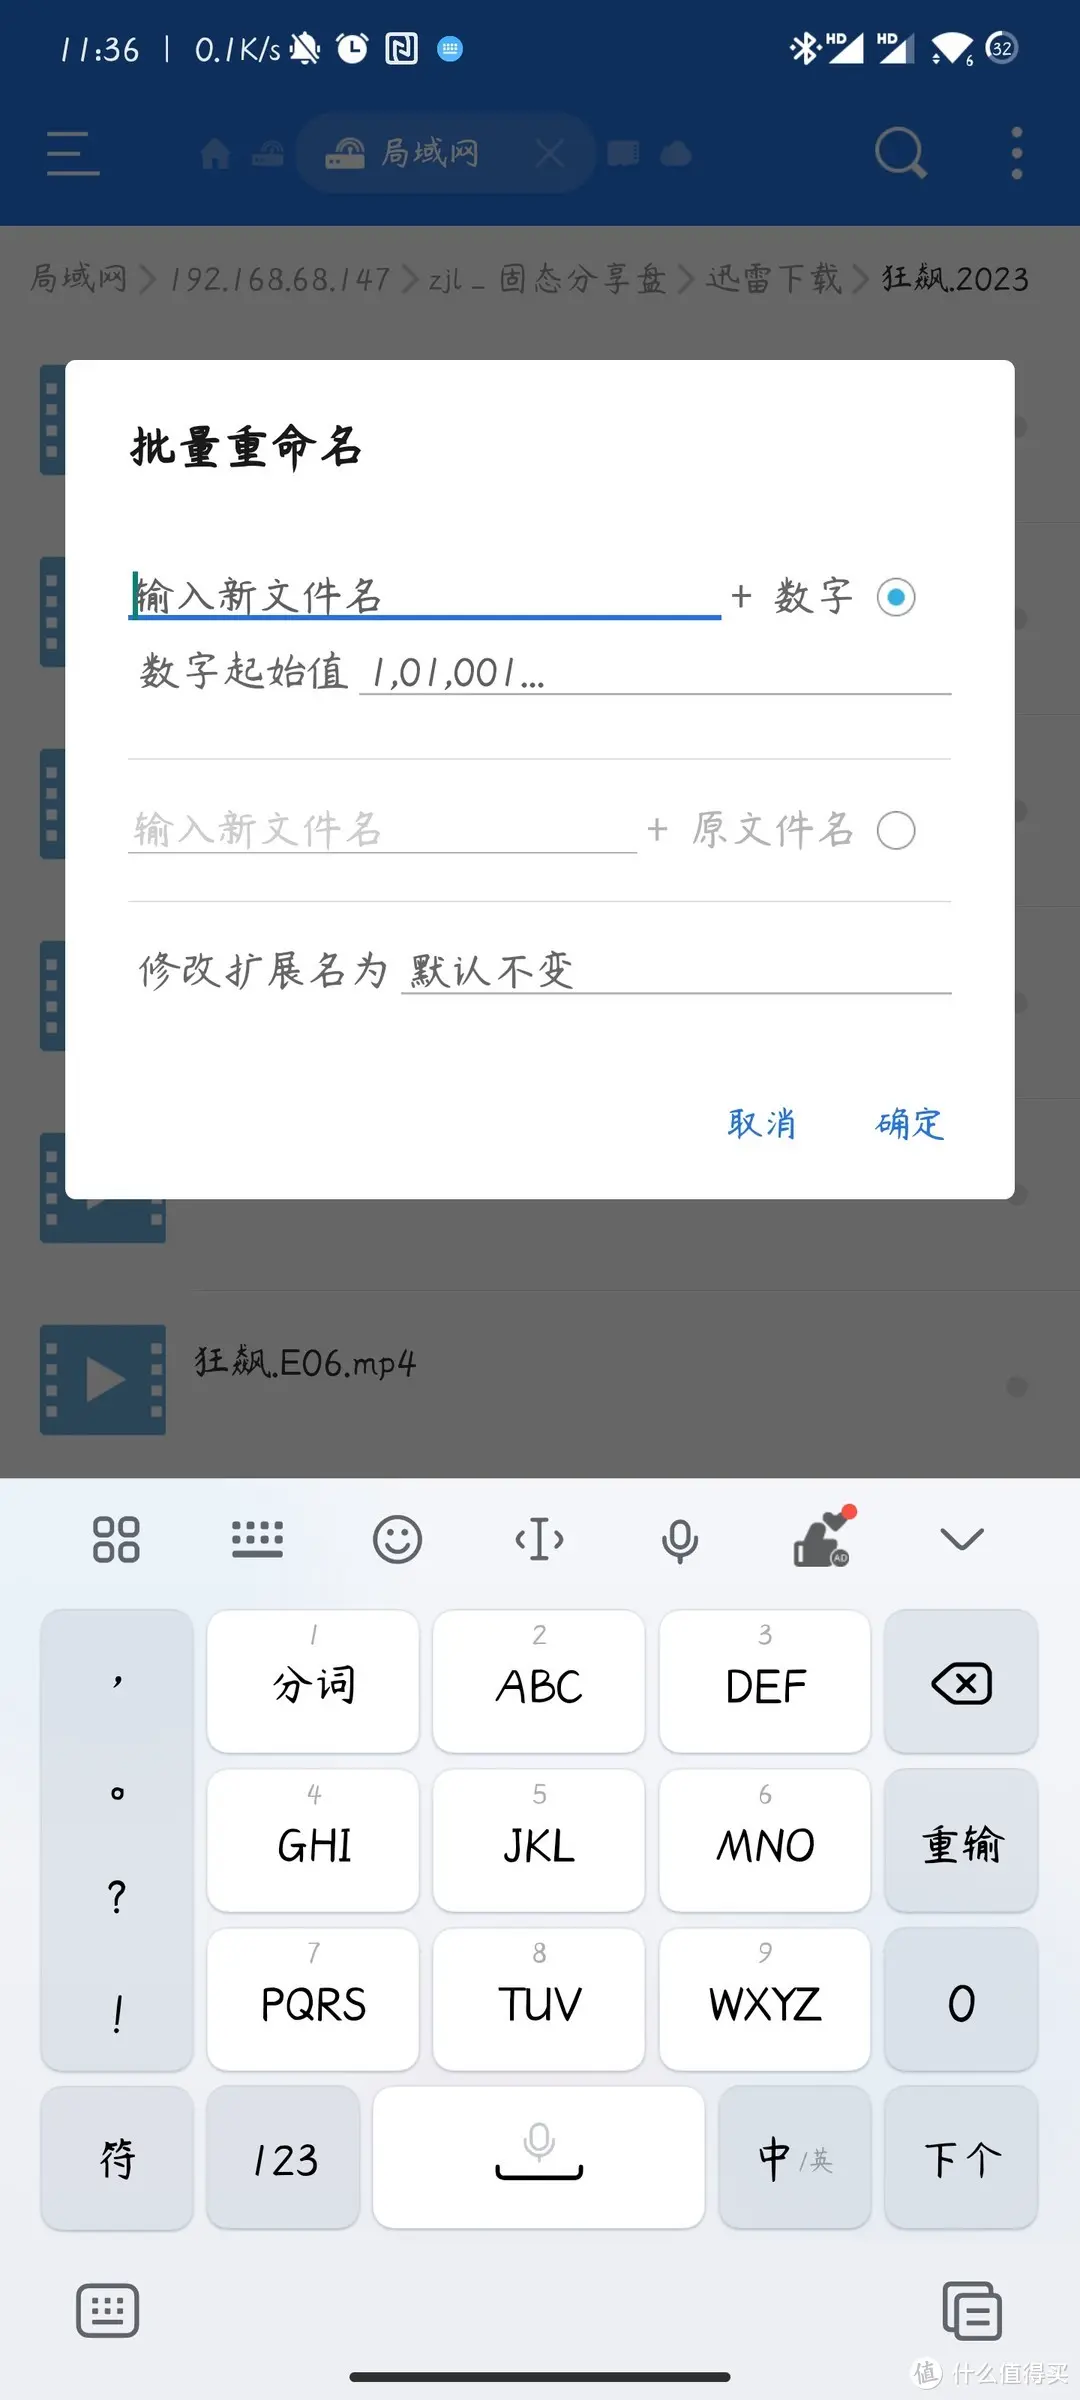 11:36 | 0.1K/s HD HD 6 32
局域网
局域网 192.168.68.147 zjl_固态分享盘 迅雷下载 狂飙.2023
批量重命名
输入新文件名 + 数字
数字起始值 1,01,001...
输入新文件名 + 原文件名
修改扩展名为 默认不变
取消 确定
狂飙.E06.mp4
AD
,
。
?
!
1
分词
2
ABC
3
DEF
4
GHI
5
JKL
6
MNO
重输
7
PQRS
8
TUV
9
WXYZ
0
符 123 中/英 下个
值 什么值得买